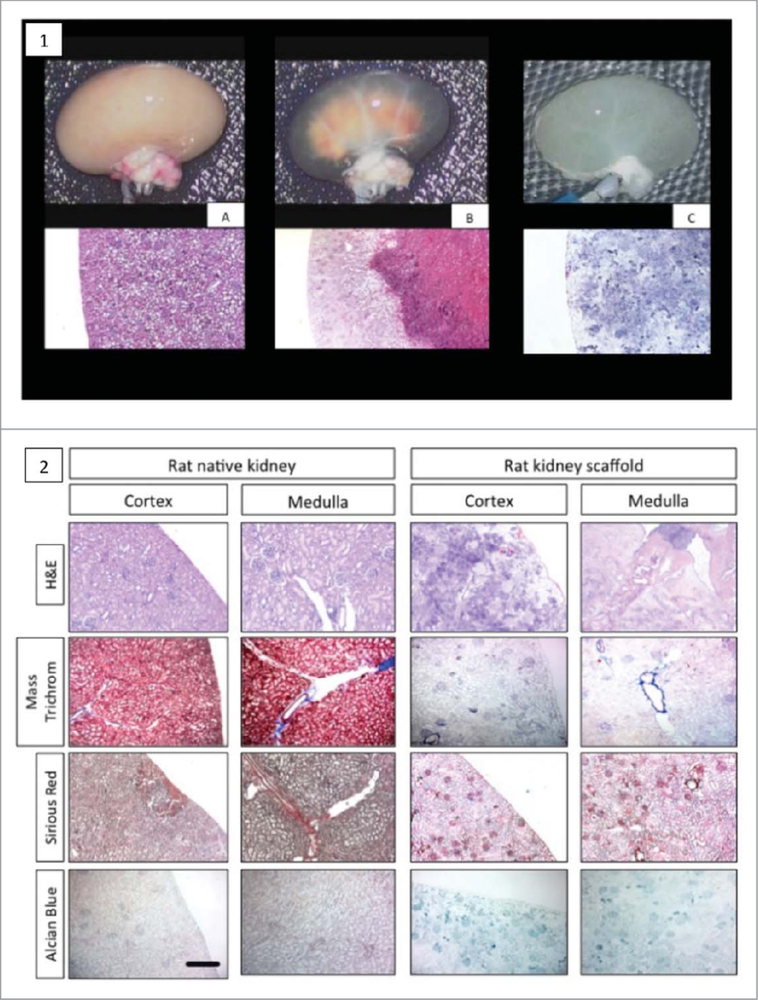 1
A
B
C
2
Rat native kidney
Rat kidney scaffold
Cortex
Medulla
Cortex
Medulla
H&E
Mass
Trichrom
Sirious Red
Alcian Blue